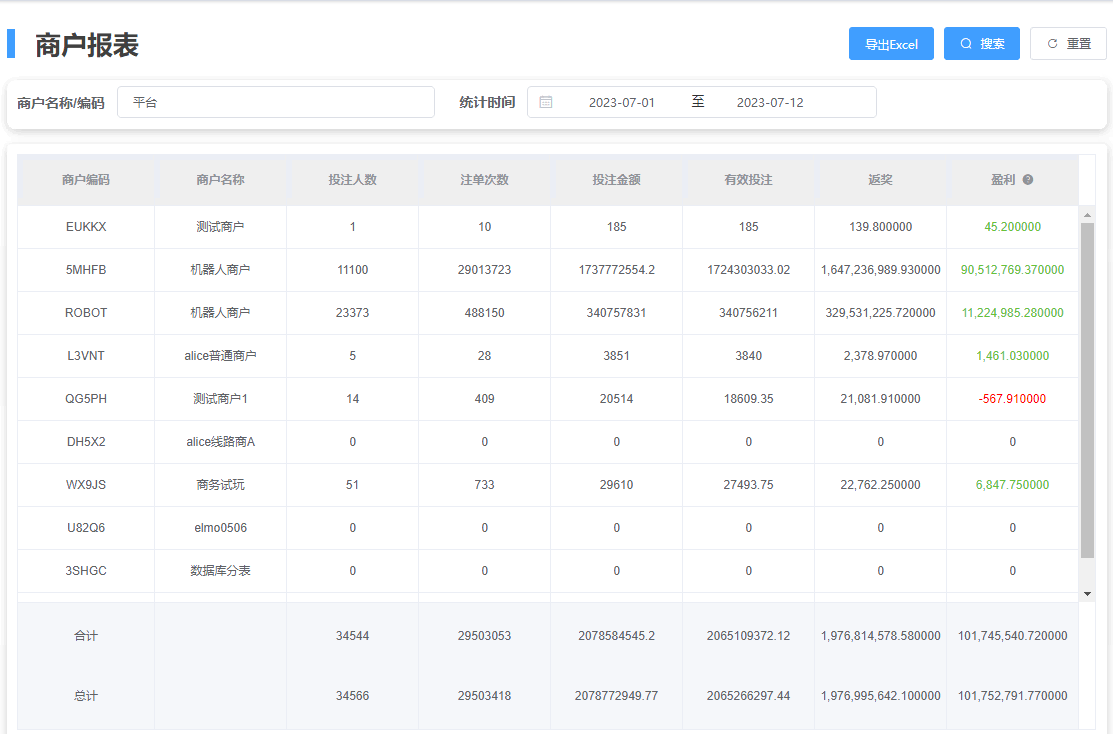 商户报表
导出Excel 搜索 重置
商户名称/编码 平台 统计时间 2023-07-01 至 2023-07-12
商户编码 商户名称 投注人数 注单次数 投注金额 有效投注 返奖 盈利
EUKKX 测试商户 1 10 185 185 139.800000 45.200000
5MHFB 机器人商户 11100 29013723 1737772554.2 1724303033.02 1,647,236,989.930000 90,512,769.370000
ROBOT 机器人商户 23373 488150 340757831 340756211 329,531,225.720000 11,224,985.280000
L3VNT alice普通商户 5 28 3851 3840 2,378.970000 1,461.030000
QG5PH 测试商户1 14 409 20514 18609.35 21,081.910000 -567.910000
DH5X2 alice线路商A 0 0 0 0 0 0
WX9JS 商务试玩 51 733 29610 27493.75 22,762.250000 6,847.750000
U82Q6 elmo0506 0 0 0 0 0 0
3SHGC 数据库分表 0 0 0 0 0 0
合计 34544 29503053 2078584545.2 2065109372.12 1,976,814,578.580000 101,745,540.720000
总计 34566 29503418 2078772949.77 2065266297.44 1,976,995,642.100000 101,752,791.770000